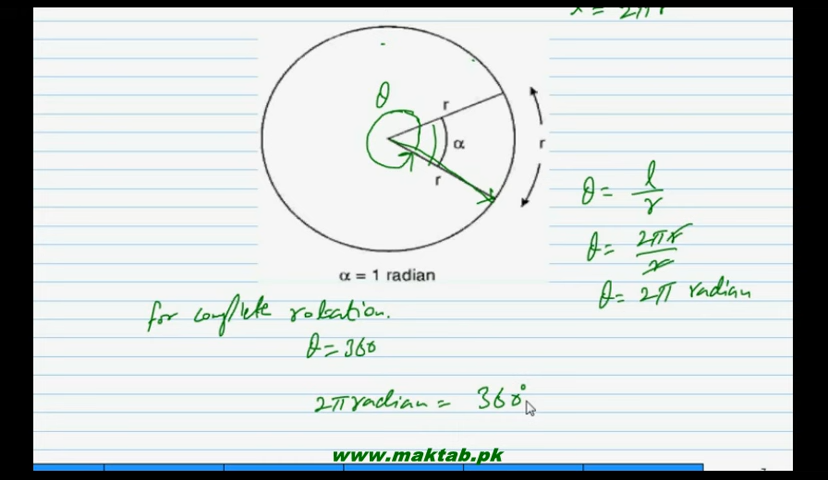 θ
r
α
r
r
θ = l/r
θ = 2πr/r
θ = 2π radian
α = 1 radian
for complete rotation.
θ = 360
2π radian = 360°
www.maktab.pk